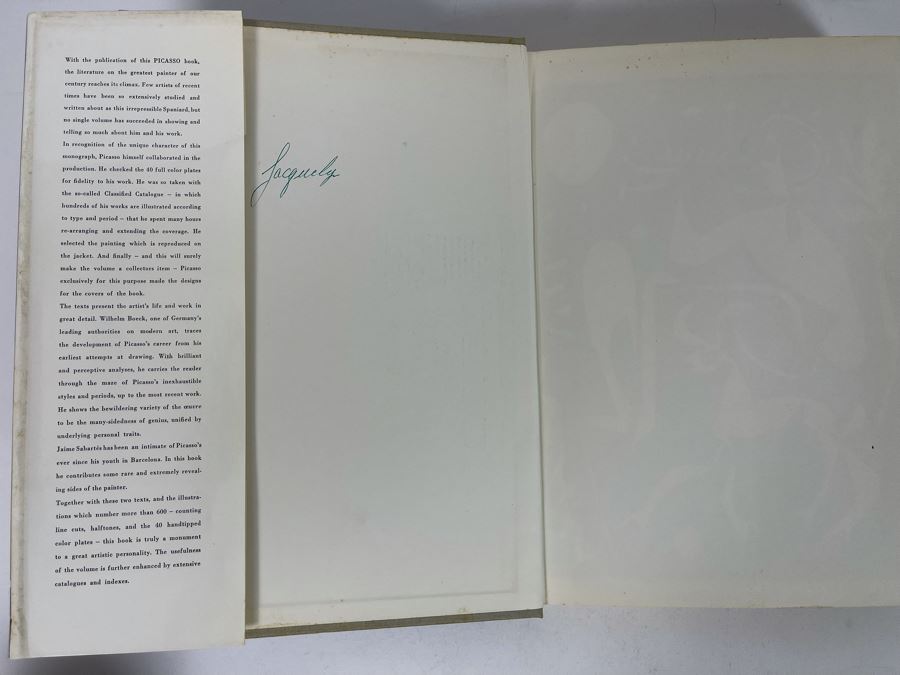 With the publication of this PICASSO book,
the literature on the greatest painter of our
century reaches its climax. Few artists of recent
times have been so extensively studied and
written about as this irrepressible Spaniard, but
no single volume has succeeded in showing and
telling so much about him and his work.
In recognition of the unique character of this
monograph, Picasso himself collaborated in the
production. He checked the 40 full color plates
for fidelity to his work. He was so taken with
the so-called Classified Catalogue – in which
hundreds of his works are illustrated according
to type and period – that he spent many hours
re-arranging and extending the coverage. He
selected the painting which is reproduced on
the jacket. And finally – and this will surely
make the volume a collectors item – Picasso
exclusively for this purpose made the designs
for the covers of the book.
The texts present the artist's life and work in
great detail. Wilhelm Boeck, one of Germany's
leading authorities on modern art, traces
the development of Picasso's career from his
earliest attempts at drawing. With brilliant
and perceptive analyses, he carries the reader
through the maze of Picasso's inexhaustible
styles and periods, up to the most recent work.
He shows the bewildering variety of the œuvre
to be the many-sidedness of genius, unified by
underlying personal traits.
Jaime Sabartés has been an intimate of Picasso's
ever since his youth in Barcelona. In this book
he contributes some rare and extremely reveal-
ing sides of the painter.
Together with these two texts, and the illustra-
tions which number more than 600 – counting
line cuts, halftones, and the 40 handtipped
color plates – this book is truly a monument
to a great artistic personality. The usefulness
of the volume is further enhanced by extensive
catalogues and indexes.